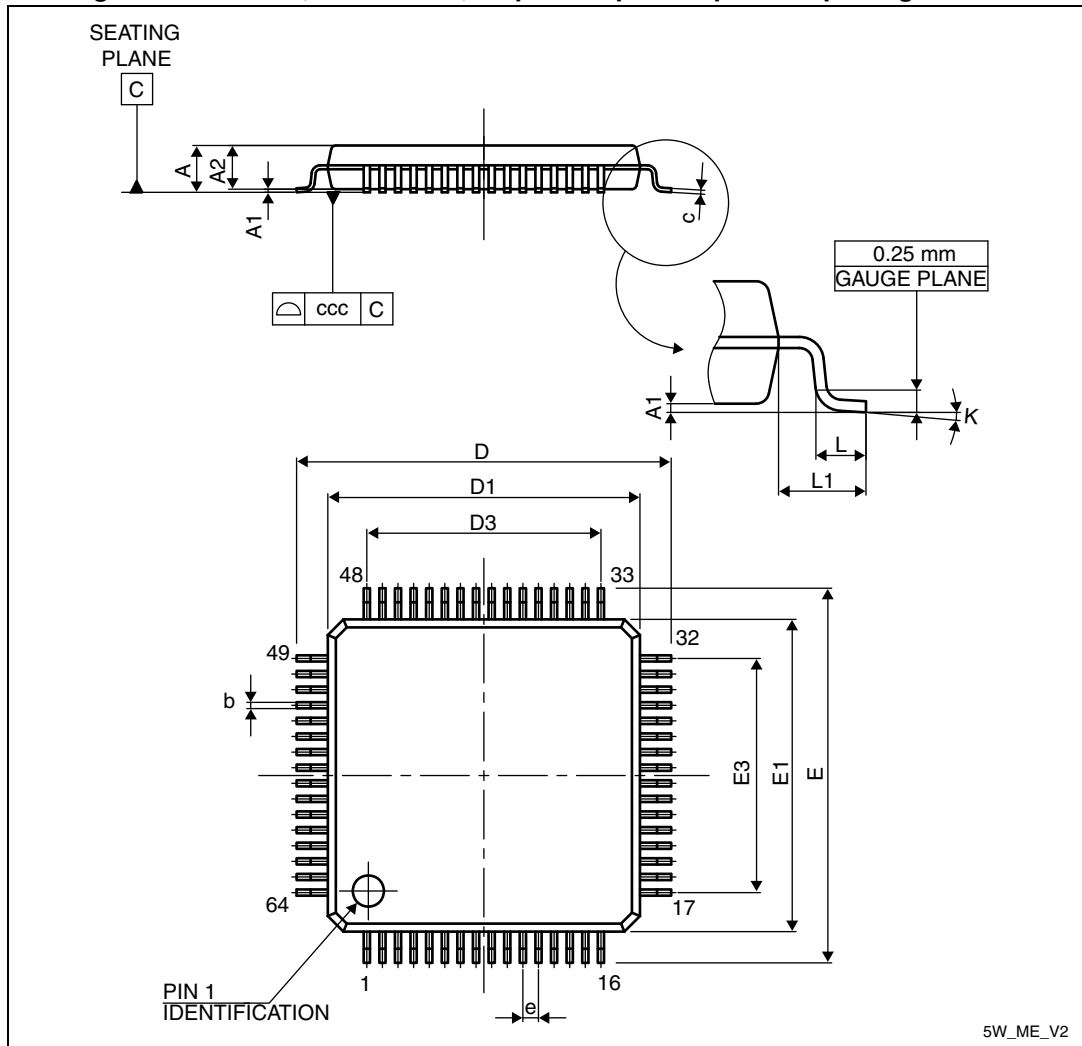 SEATING
PLANE
C
A
A2
A1
c
ccc C
0.25 mm
GAUGE PLANE
A1
K
L
L1
D
D1
D3
48
33
49
32
b
E3
E1
E
64
17
1
16
e
PIN 1
IDENTIFICATION
5W_ME_V2